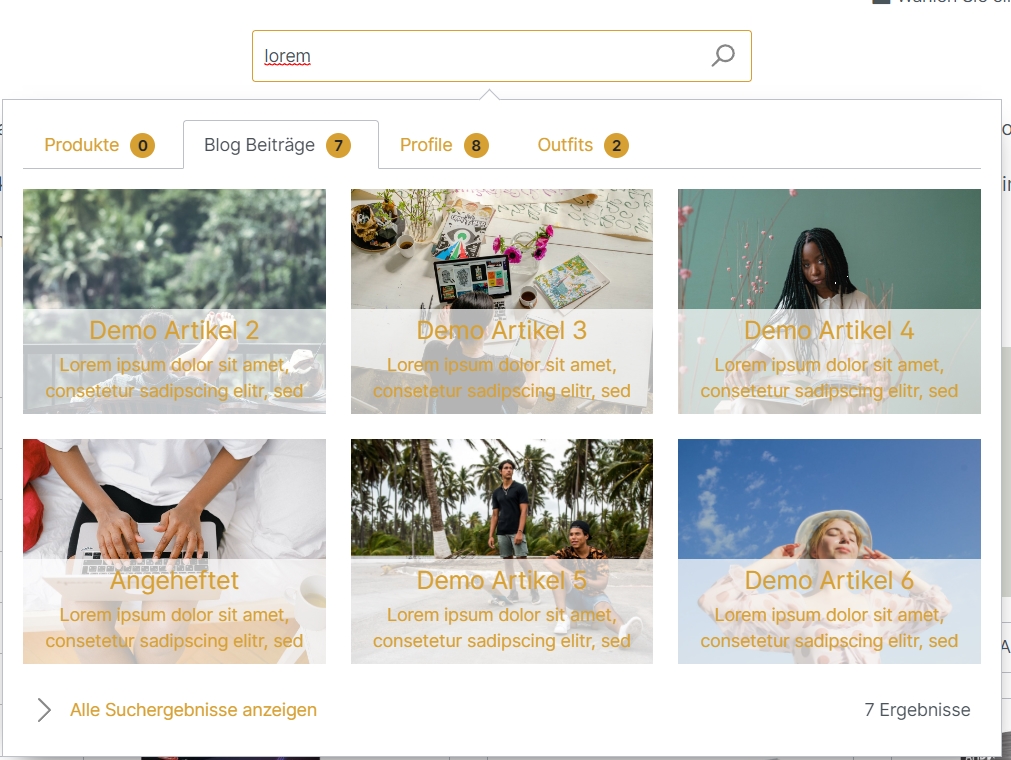 lorem
Produkte 0 Blog Beiträge 7 Profile 8 Outfits 2
Demo Artikel 2
Lorem ipsum dolor sit amet,
consetetur sadipscing elitr, sed
Demo Artikel 3
Lorem ipsum dolor sit amet,
consetetur sadipscing elitr, sed
Demo Artikel 4
Lorem ipsum dolor sit amet,
consetetur sadipscing elitr, sed
Angeheftet
Lorem ipsum dolor sit amet,
consetetur sadipscing elitr, sed
Demo Artikel 5
Lorem ipsum dolor sit amet,
consetetur sadipscing elitr, sed
Demo Artikel 6
Lorem ipsum dolor sit amet,
consetetur sadipscing elitr, sed
Alle Suchergebnisse anzeigen
7 Ergebnisse